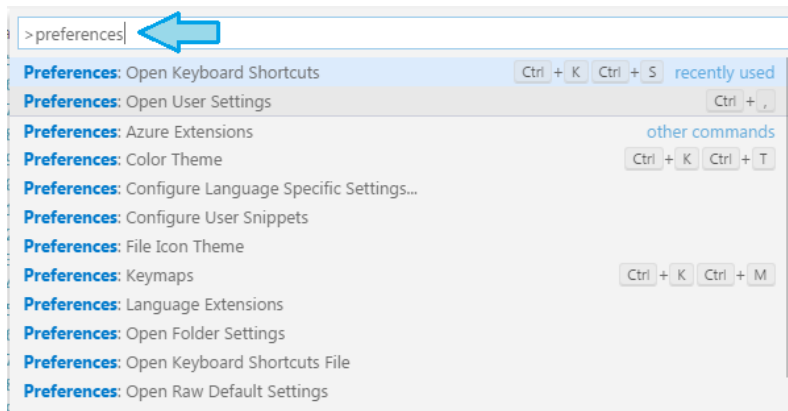 >preferences
Preferences: Open Keyboard Shortcuts Ctrl + K Ctrl + S recently used
Preferences: Open User Settings Ctrl + ,
Preferences: Azure Extensions other commands
Preferences: Color Theme Ctrl + K Ctrl + T
Preferences: Configure Language Specific Settings...
Preferences: Configure User Snippets
Preferences: File Icon Theme
Preferences: Keymaps Ctrl + K Ctrl + M
Preferences: Language Extensions
Preferences: Open Folder Settings
Preferences: Open Keyboard Shortcuts File
Preferences: Open Raw Default Settings